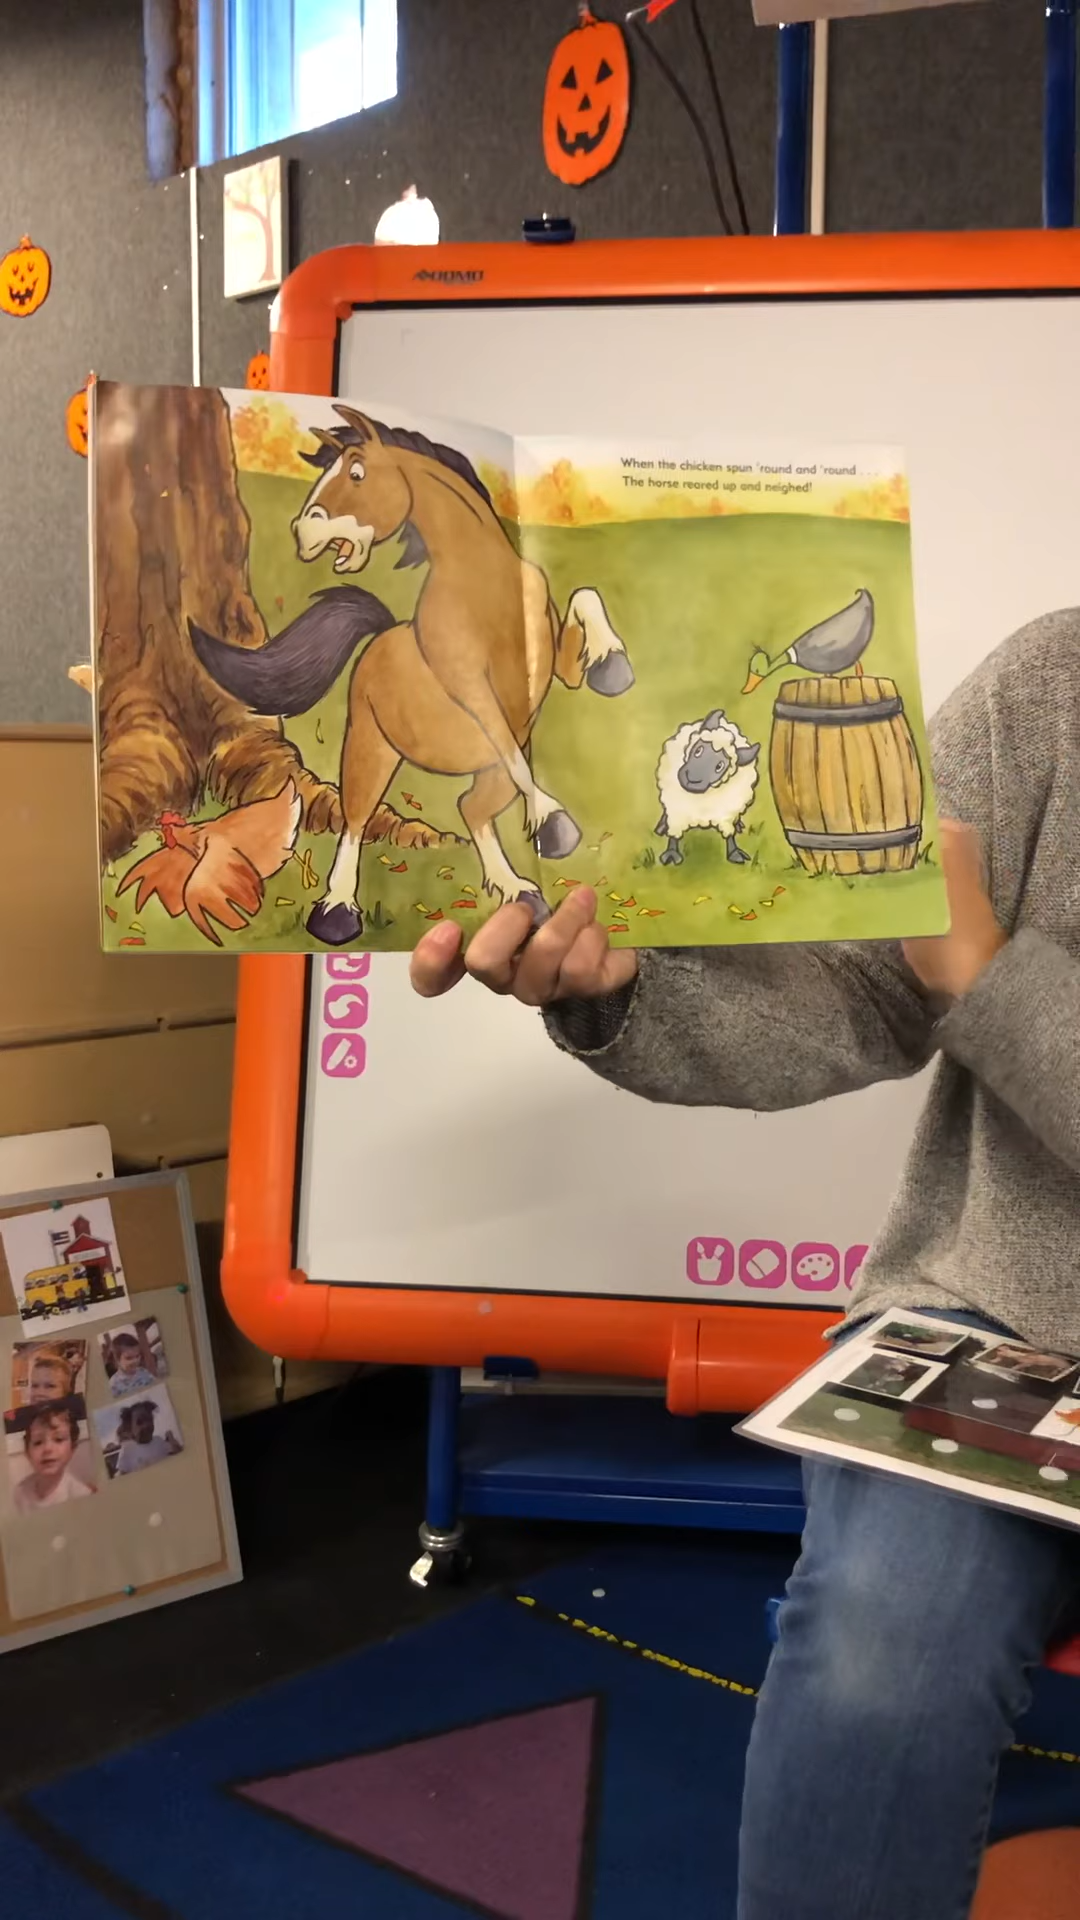 When the chicken spun 'round and 'round . . .
The horse reared up and neighed!